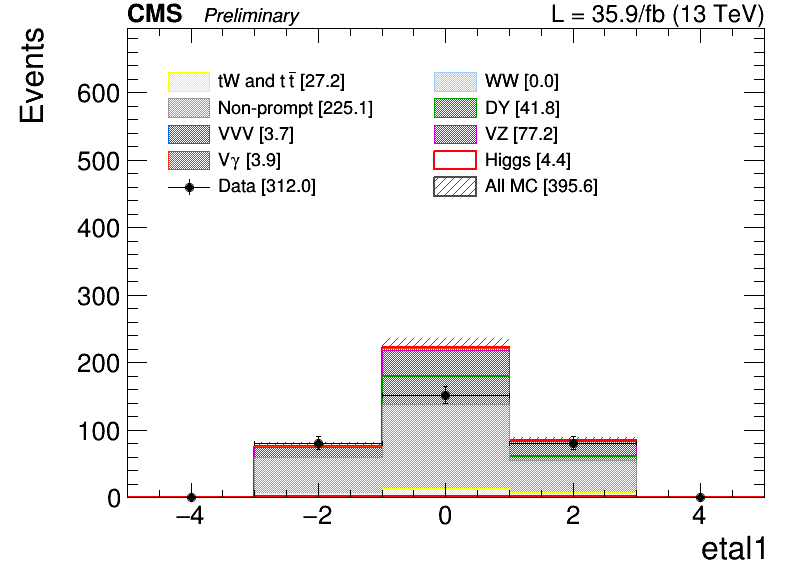 CMS Preliminary L = 35.9/fb (13 TeV)
Events
tW and t t̄ [27.2]
Non-prompt [225.1]
VVV [3.7]
Vγ [3.9]
Data [312.0]
WW [0.0]
DY [41.8]
VZ [77.2]
Higgs [4.4]
All MC [395.6]
600
500
400
300
200
100
0
−4 −2 0 2 4
etal1